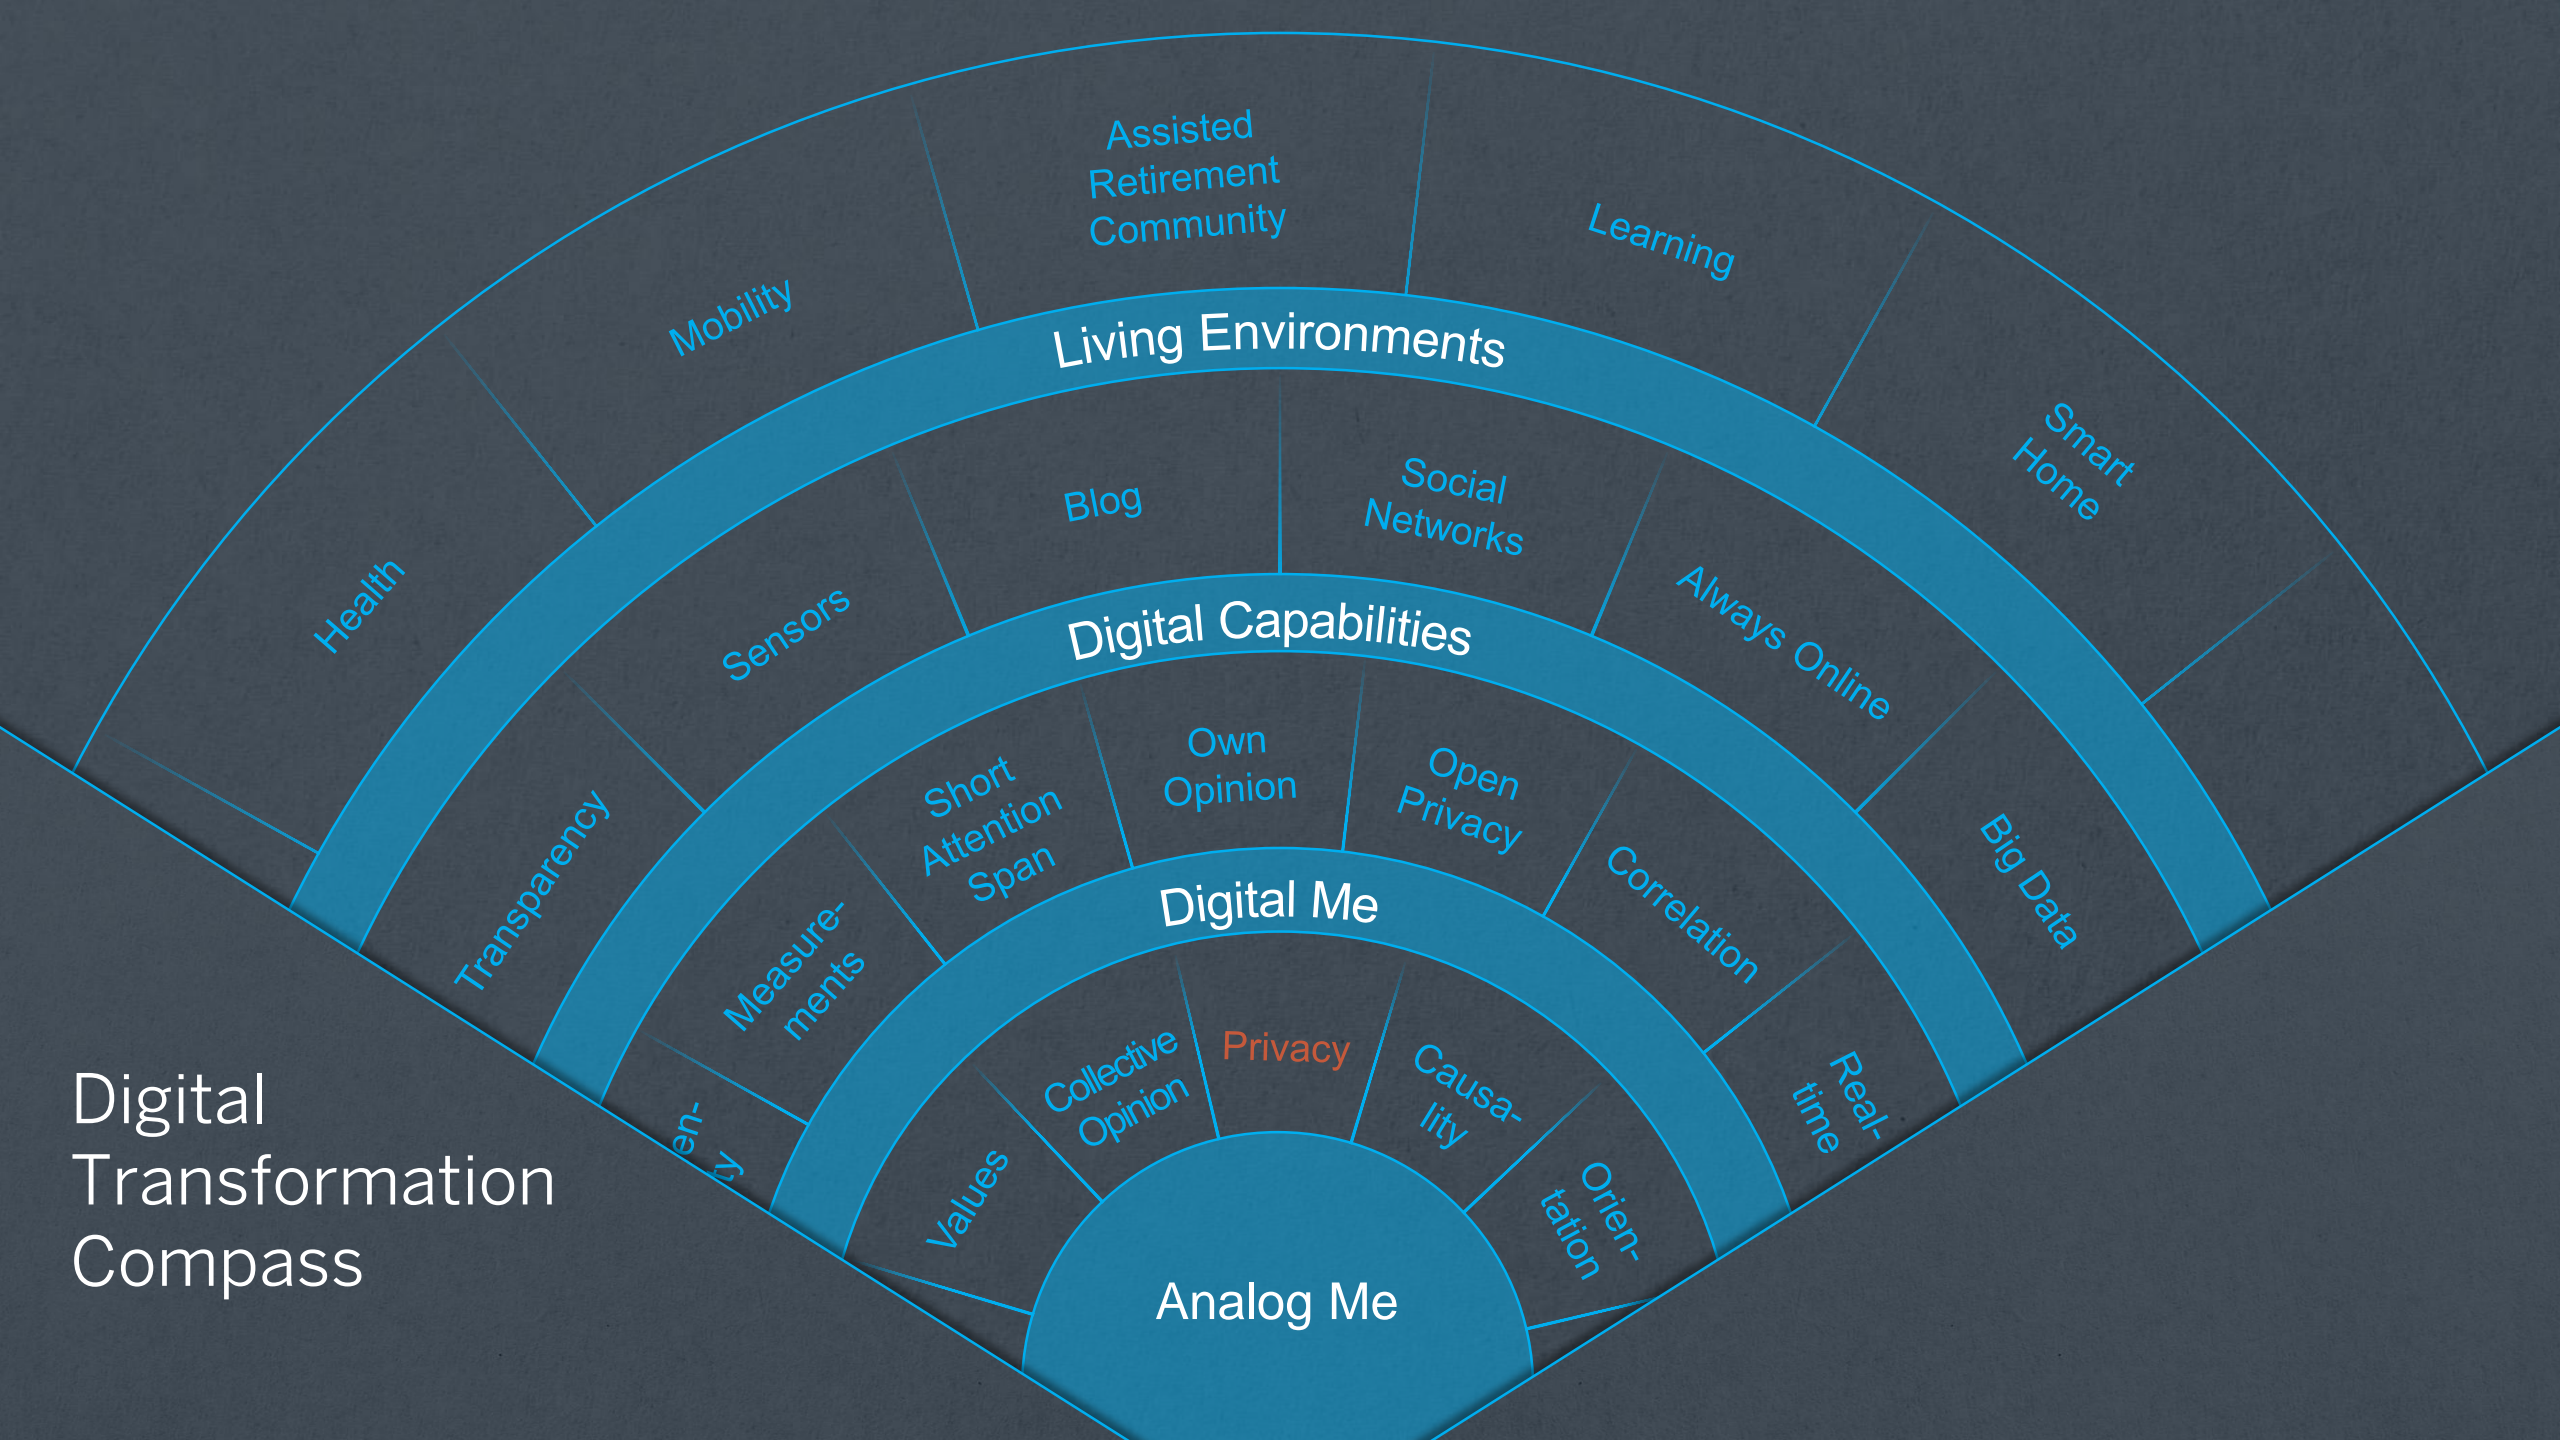 Assisted
Retirement
Community
Learning
Mobility
Smart
Home
Health
Living Environments
Blog
Social
Networks
Sensors
Always Online
Transparency
Big Data
Digital Capabilities
Own
Opinion
Open
Privacy
Short
Attention
Span
Correlation
Measure-
ments
Real-
time
en-
ty
Digital Me
Privacy
Collective
Opinion
Causa-
lity
Values
Orien-
tation
Analog Me
Digital
Transformation
Compass